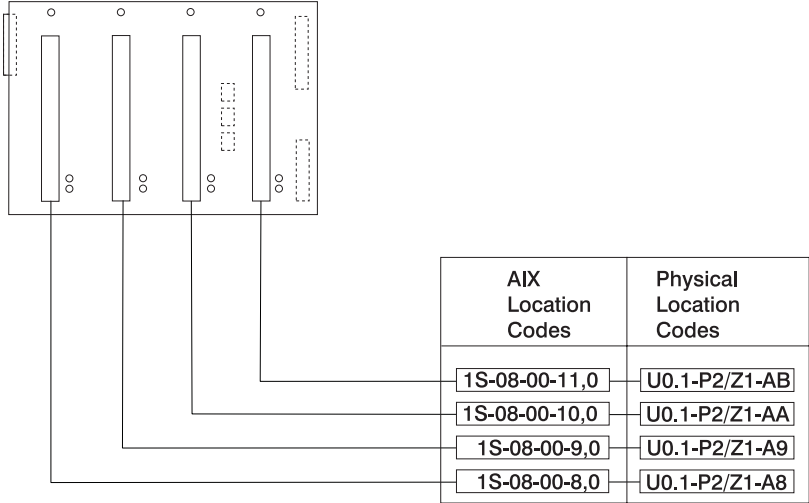 AIX
Location
Codes
Physical
Location
Codes
1S-08-00-11,0 U0.1-P2/Z1-AB
1S-08-00-10,0 U0.1-P2/Z1-AA
1S-08-00-9,0 U0.1-P2/Z1-A9
1S-08-00-8,0 U0.1-P2/Z1-A8